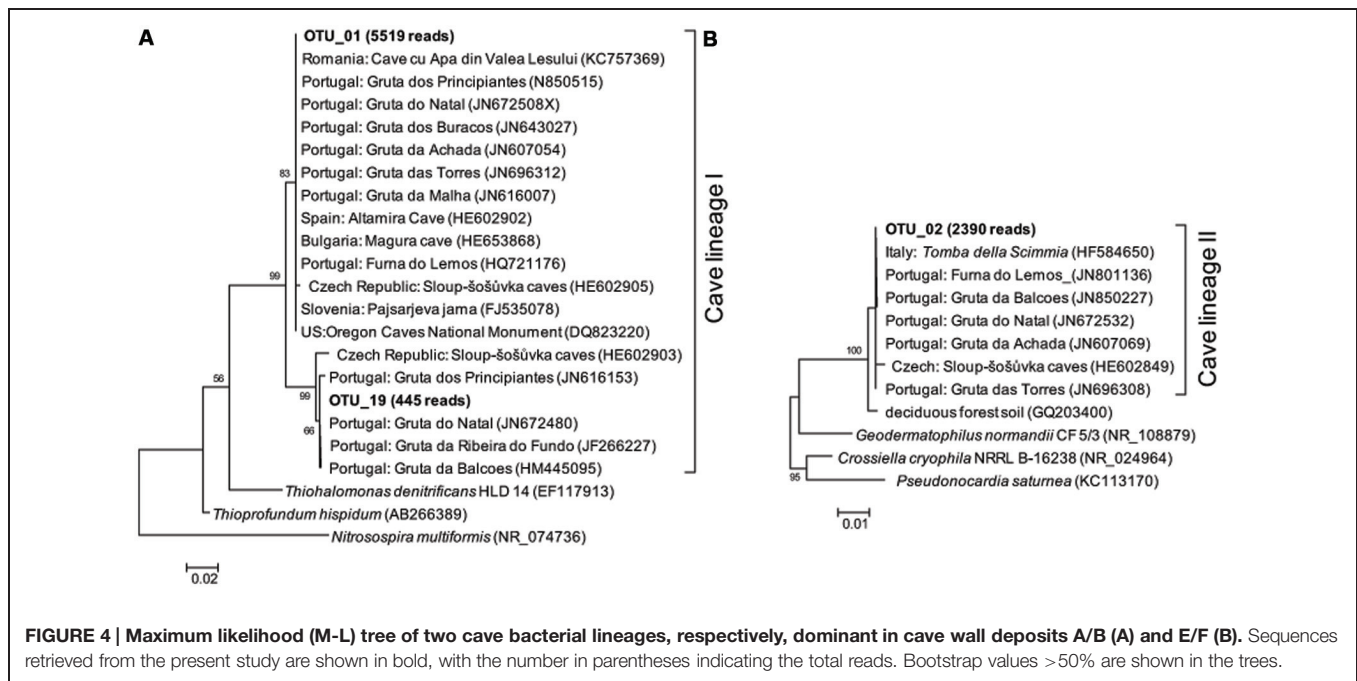 A
OTU_01 (5519 reads)
Romania: Cave cu Apa din Valea Lesului (KC757369)
Portugal: Gruta dos Principiantes (N850515)
Portugal: Gruta do Natal (JN672508X)
Portugal: Gruta dos Buracos (JN643027)
Portugal: Gruta da Achada (JN607054)
83
Portugal: Gruta das Torres (JN696312)
Portugal: Gruta da Malha (JN616007)
Spain: Altamira Cave (HE602902)
Bulgaria: Magura cave (HE653868)
Portugal: Furna do Lemos (HQ721176)
99
Czech Republic: Sloup-šošůvka caves (HE602905)
Slovenia: Pajsarjeva jama (FJ535078)
US:Oregon Caves National Monument (DQ823220)
Czech Republic: Sloup-šošůvka caves (HE602903)
Portugal: Gruta dos Principiantes (JN616153)
56
99
OTU_19 (445 reads)
Portugal: Gruta do Natal (JN672480)
66
Portugal: Gruta da Ribeira do Fundo (JF266227)
Portugal: Gruta da Balcoes (HM445095)
Thiohalomonas denitrificans HLD 14 (EF117913)
Thioprofundum hispidum (AB266389)
Nitrosospira multiformis (NR_074736)
0.02
Cave lineage I
B
OTU_02 (2390 reads)
Italy: Tomba della Scimmia (HF584650)
Portugal: Furna do Lemos_(JN801136)
Portugal: Gruta da Balcoes (JN850227)
Portugal: Gruta do Natal (JN672532)
Portugal: Gruta da Achada (JN607069)
100
Czech: Sloup-šošůvka caves (HE602849)
Portugal: Gruta das Torres (JN696308)
deciduous forest soil (GQ203400)
Geodermatophilus normandii CF 5/3 (NR_108879)
Crossiella cryophila NRRL B-16238 (NR_024964)
95
Pseudonocardia saturnea (KC113170)
0.01
Cave lineage II
FIGURE 4 | Maximum likelihood (M-L) tree of two cave bacterial lineages, respectively, dominant in cave wall deposits A/B (A) and E/F (B). Sequences
retrieved from the present study are shown in bold, with the number in parentheses indicating the total reads. Bootstrap values >50% are shown in the trees.